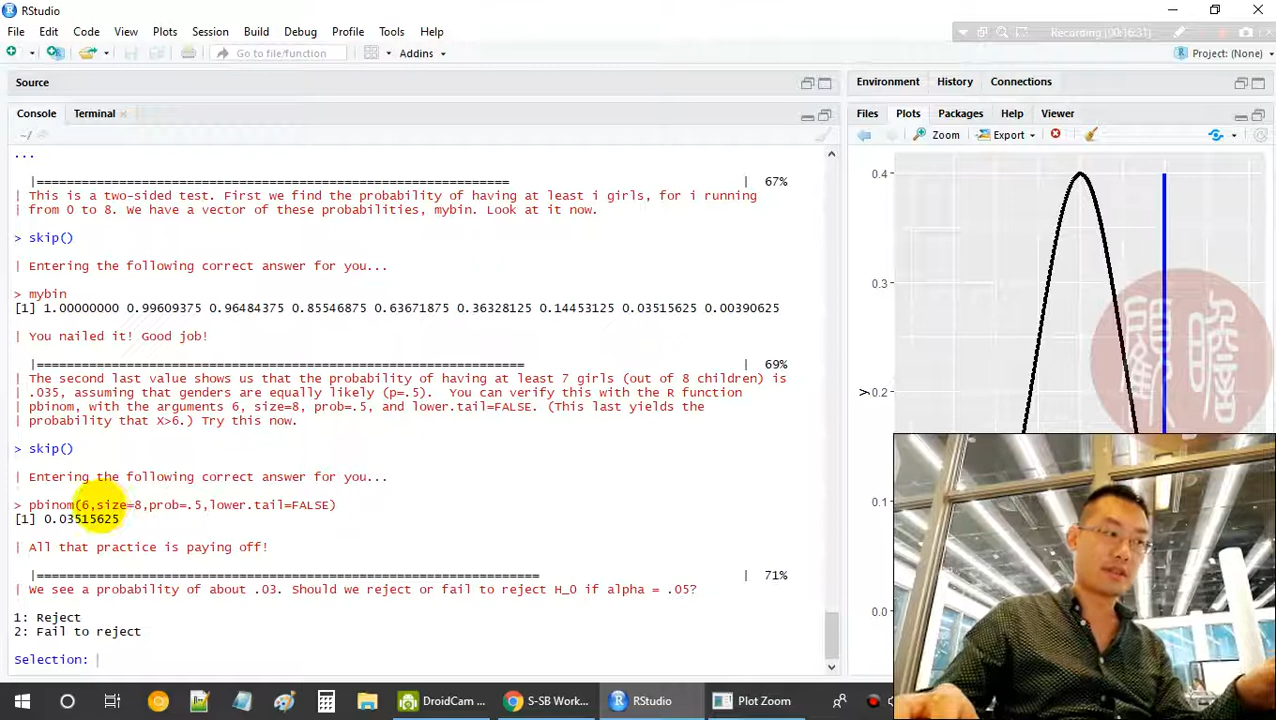 RStudio
File Edit Code View Plots Session Build Debug Profile Tools Help
Recording (00:16:31)
Go to file/function
Addins
Project: (None)
Source
Console Terminal
~/
...
|=============================================================== | 67%
| This is a two-sided test. First we find the probability of having at least i girls, for i running
| from 0 to 8. We have a vector of these probabilities, mybin. Look at it now.
> skip()
| Entering the following correct answer for you...
> mybin
[1] 1.00000000 0.99609375 0.96484375 0.85546875 0.63671875 0.36328125 0.14453125 0.03515625 0.00390625
| You nailed it! Good job!
|================================================================= | 69%
| The second last value shows us that the probability of having at least 7 girls (out of 8 children) is
| .035, assuming that genders are equally likely (p=.5).  You can verify this with the R function
| pbinom, with the arguments 6, size=8, prob=.5, and lower.tail=FALSE. (This last yields the
| probability that X>6.) Try this now.
> skip()
| Entering the following correct answer for you...
> pbinom(6,size=8,prob=.5,lower.tail=FALSE)
[1] 0.03515625
| All that practice is paying off!
|=================================================================== | 71%
| We see a probability of about .03. Should we reject or fail to reject H_0 if alpha = .05?
1: Reject
2: Fail to reject
Selection:
Environment History Connections
Files Plots Packages Help Viewer
Zoom Export
0.4
0.3
0.2
y
0.1
0.0
DroidCam ...
S-SB Work...
RStudio
Plot Zoom